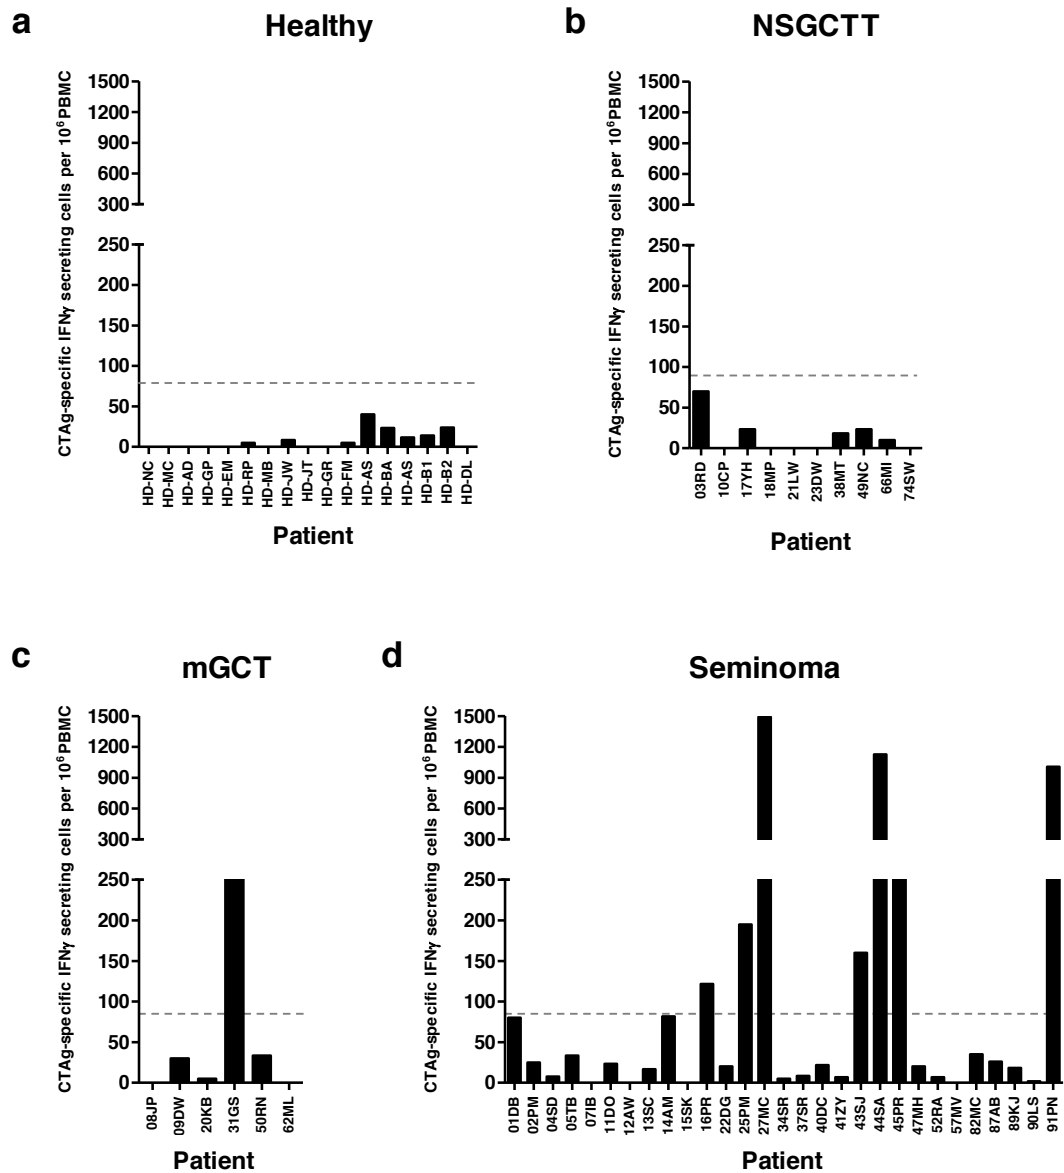 a
Healthy
CTAg-specific IFNγ secreting cells per 10⁶PBMC
1500
1200
900
600
300
250
200
150
100
50
0
HD-NC
HD-MC
HD-AD
HD-GP
HD-EM
HD-RP
HD-MB
HD-JW
HD-JT
HD-GR
HD-FM
HD-AS
HD-BA
HD-AS
HD-B1
HD-B2
HD-DL
Patient
b
NSGCTT
CTAg-specific IFNγ secreting cells per 10⁶PBMC
1500
1200
900
600
300
250
200
150
100
50
0
03RD
10CP
17YH
18MP
21LW
23DW
38MT
49NC
66MI
74SW
Patient
c
mGCT
CTAg-specific IFNγ secreting cells per 10⁶PBMC
1500
1200
900
600
300
250
200
150
100
50
0
08JP
09DW
20KB
31GS
50RN
62ML
Patient
d
Seminoma
CTAg-specific IFNγ secreting cells per 10⁶PBMC
1500
1200
900
600
300
250
200
150
100
50
0
01DB
02PM
04SD
05TB
07IB
11DO
12AW
13SC
14AM
15SK
16PR
22DG
25PM
27MC
34SR
37SR
40DC
41ZY
43SJ
44SA
45PR
47MH
52RA
57MV
82MC
87AB
89KJ
90LS
91PN
Patient